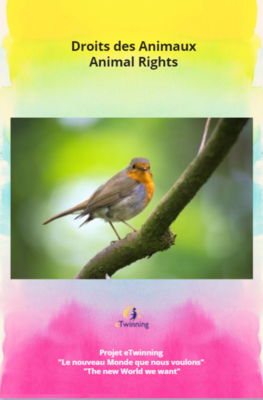 Droits des Animaux
Animal Rights
eTwinning
Projet eTwinning
"Le nouveau Monde que nous voulons"
"The new World we want"